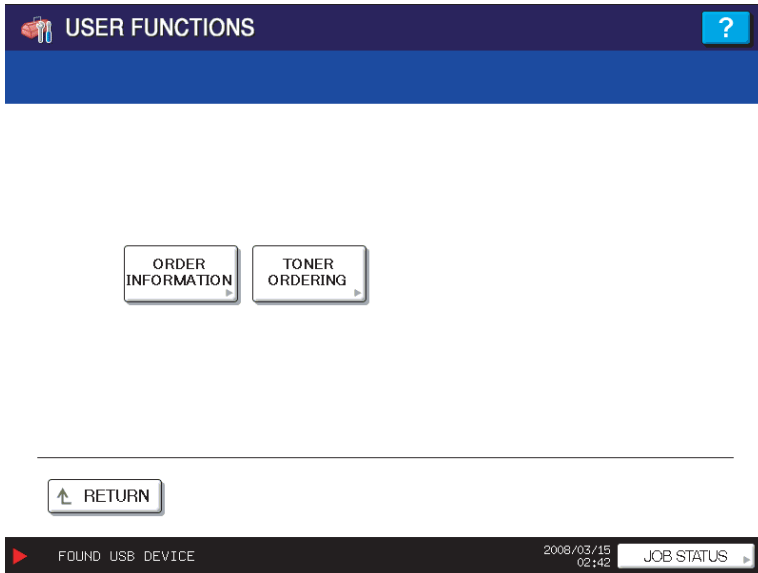 USER FUNCTIONS
?
ORDER
INFORMATION
TONER
ORDERING
RETURN
FOUND USB DEVICE
2008/03/15
02:42
JOB STATUS